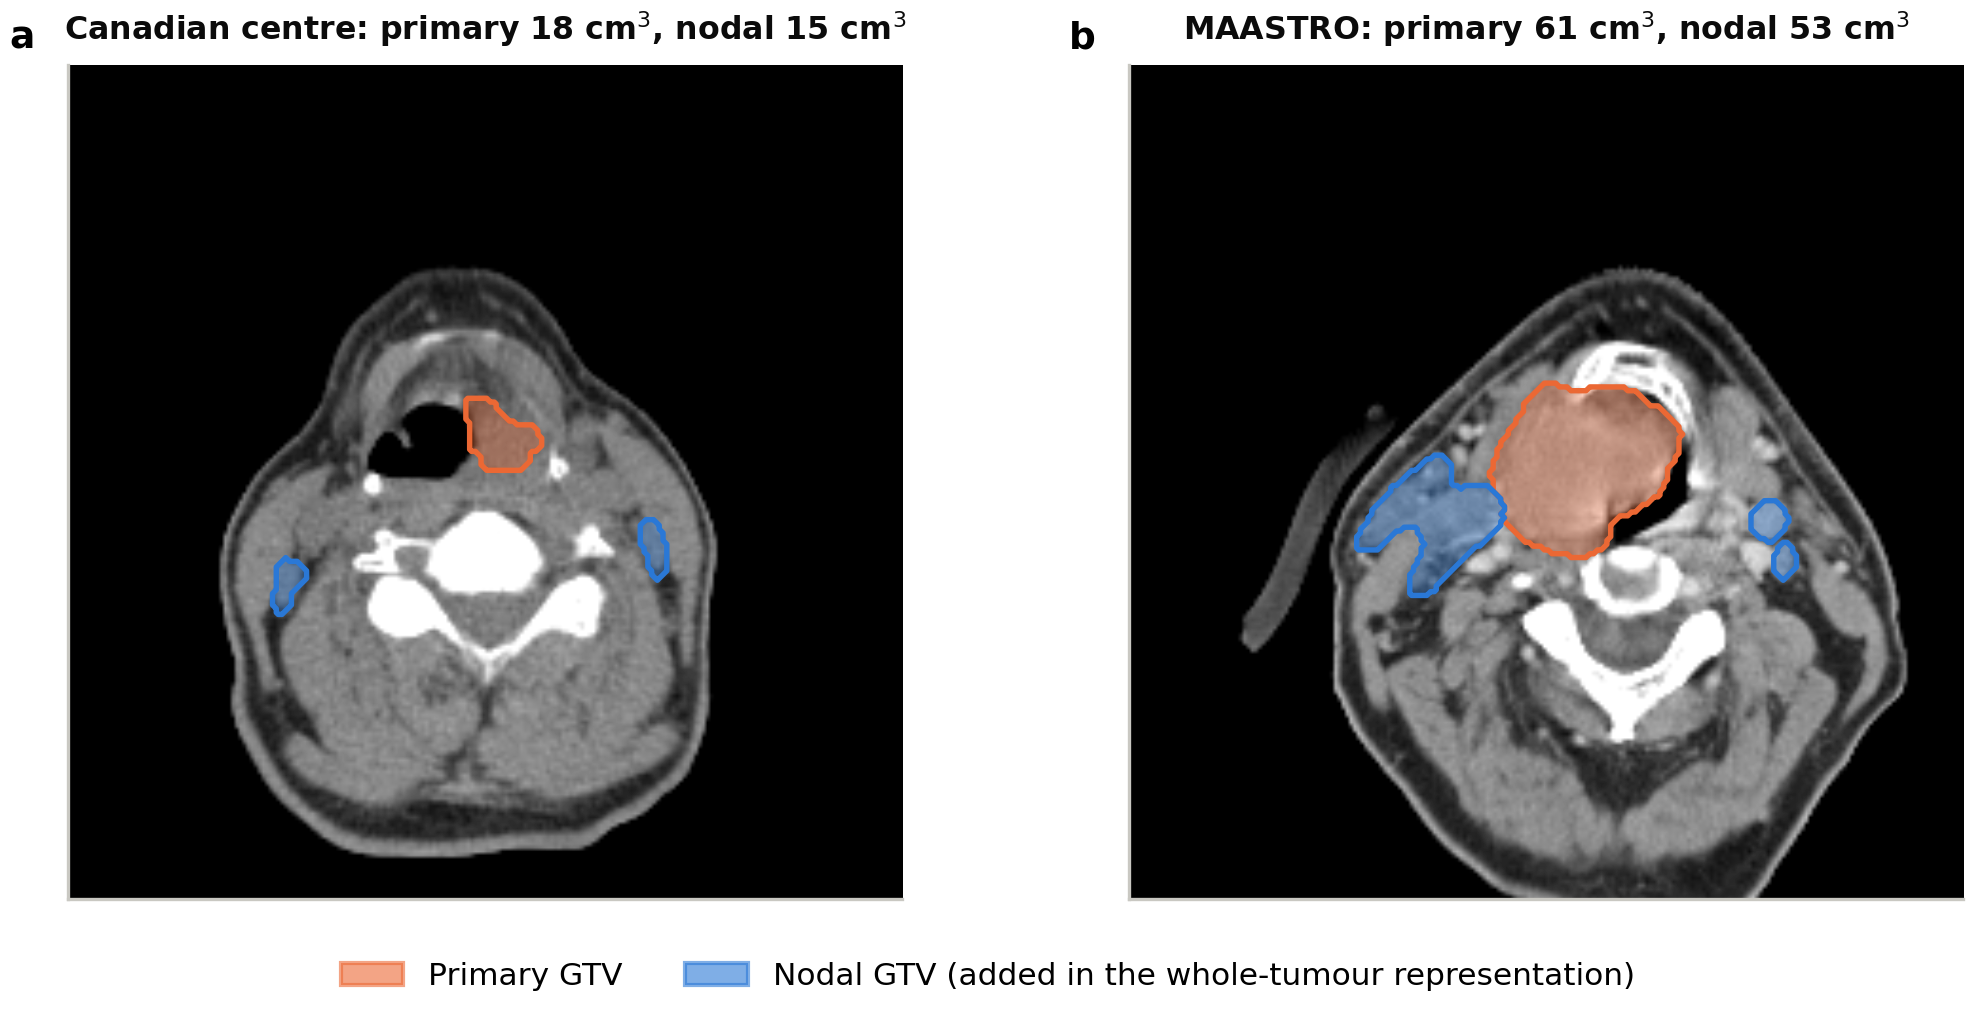 a Canadian centre: primary 18 cm³, nodal 15 cm³
b MAASTRO: primary 61 cm³, nodal 53 cm³
Primary GTV
Nodal GTV (added in the whole-tumour representation)